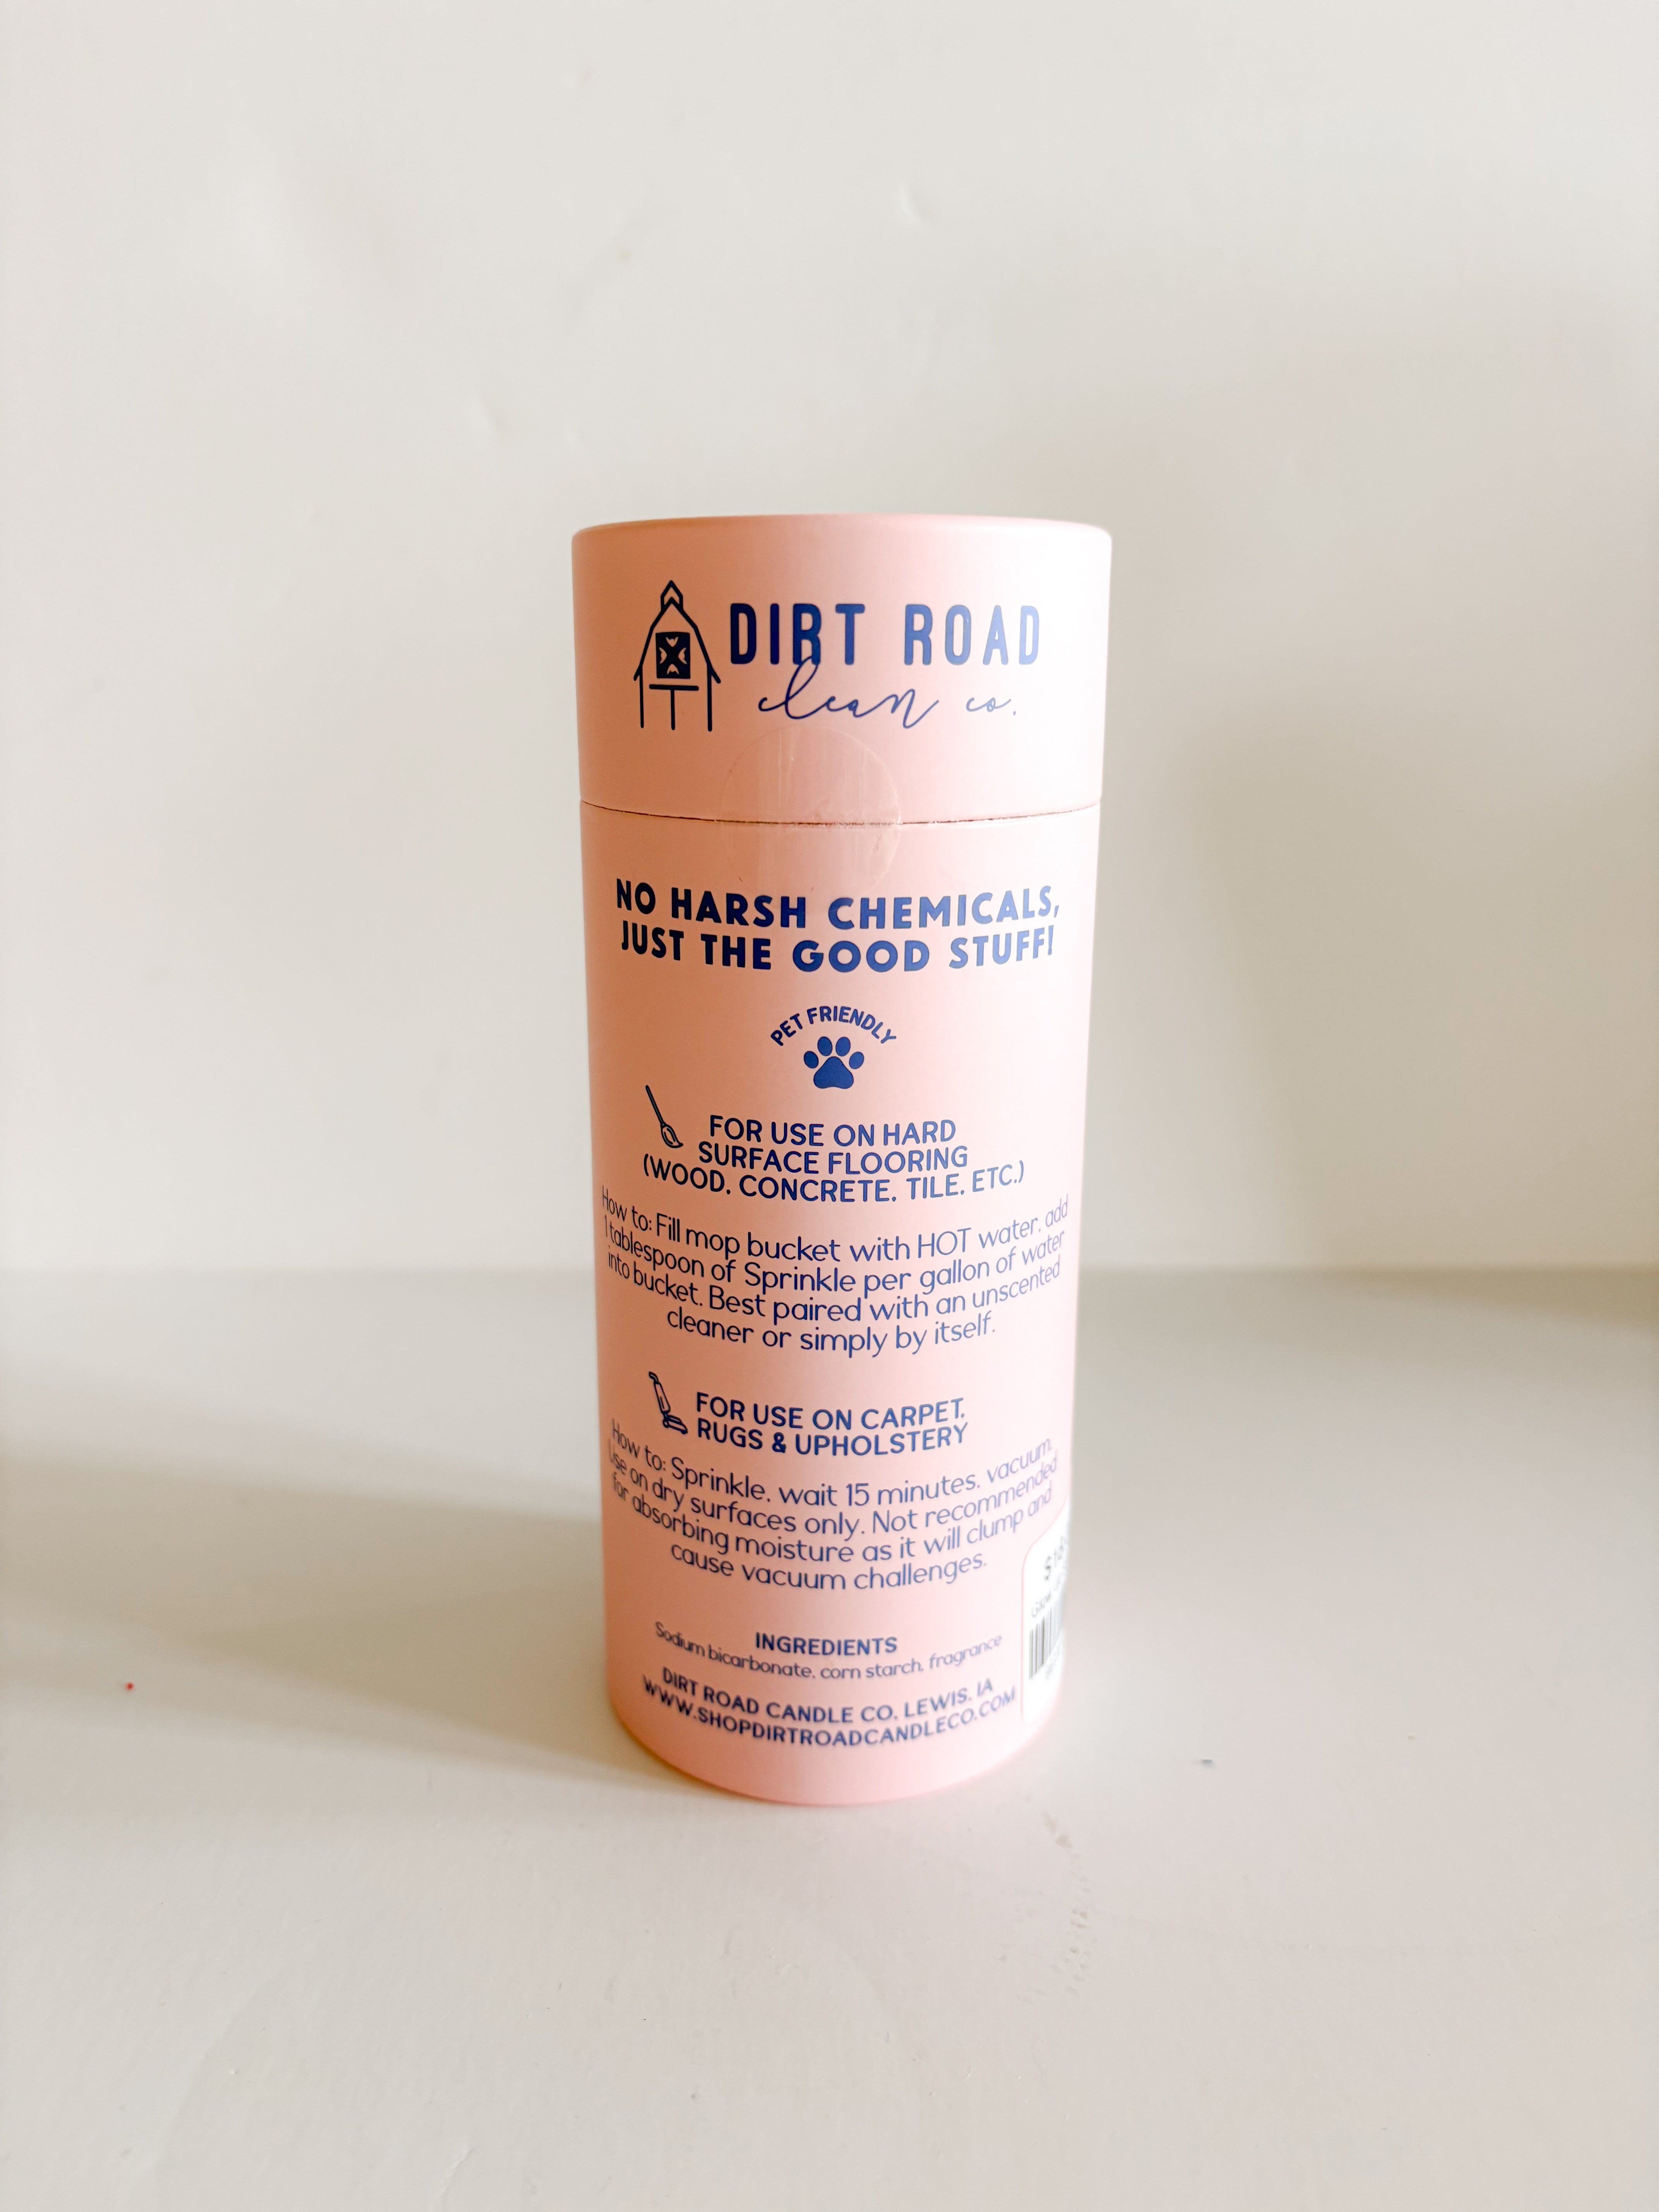 DIRT ROAD
clean co.
NO HARSH CHEMICALS,
JUST THE GOOD STUFF!
PET FRIENDLY
FOR USE ON HARD
SURFACE FLOORING
(WOOD, CONCRETE, TILE, ETC.)
How to: Fill mop bucket with HOT water, add
1 tablespoon of Sprinkle per gallon of water
into bucket. Best paired with an unscented
cleaner or simply by itself.
FOR USE ON CARPET,
RUGS & UPHOLSTERY
How to: Sprinkle, wait 15 minutes, vacuum.
Use on dry surfaces only. Not recommended
for absorbing moisture as it will clump and
cause vacuum challenges.
INGREDIENTS
Sodium bicarbonate, corn starch, fragrance
DIRT ROAD CANDLE CO. LEWIS, IA
WWW.SHOPDIRTROADCANDLECO.COM